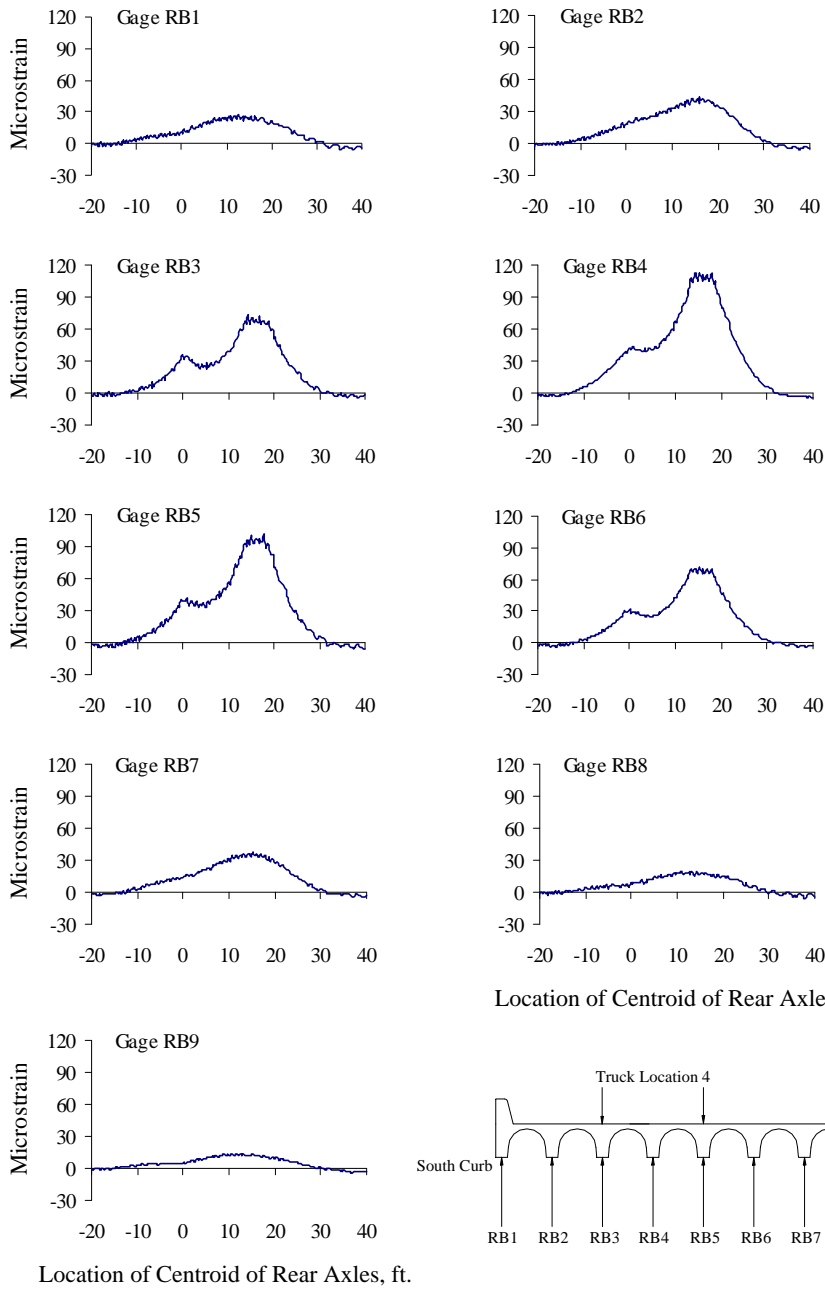 Gage RB1
Microstrain
120
90
60
30
0
-30
-20 -10 0 10 20 30 40
Gage RB2
120
90
60
30
0
-30
-20 -10 0 10 20 30 40
Gage RB3
Microstrain
120
90
60
30
0
-30
-20 -10 0 10 20 30 40
Gage RB4
120
90
60
30
0
-30
-20 -10 0 10 20 30 40
Gage RB5
Microstrain
120
90
60
30
0
-30
-20 -10 0 10 20 30 40
Gage RB6
120
90
60
30
0
-30
-20 -10 0 10 20 30 40
Gage RB7
Microstrain
120
90
60
30
0
-30
-20 -10 0 10 20 30 40
Gage RB8
120
90
60
30
0
-30
-20 -10 0 10 20 30 40
Location of Centroid of Rear Axle
Gage RB9
Microstrain
120
90
60
30
0
-30
-20 -10 0 10 20 30 40
Location of Centroid of Rear Axles, ft.
Truck Location 4
South Curb
RB1 RB2 RB3 RB4 RB5 RB6 RB7